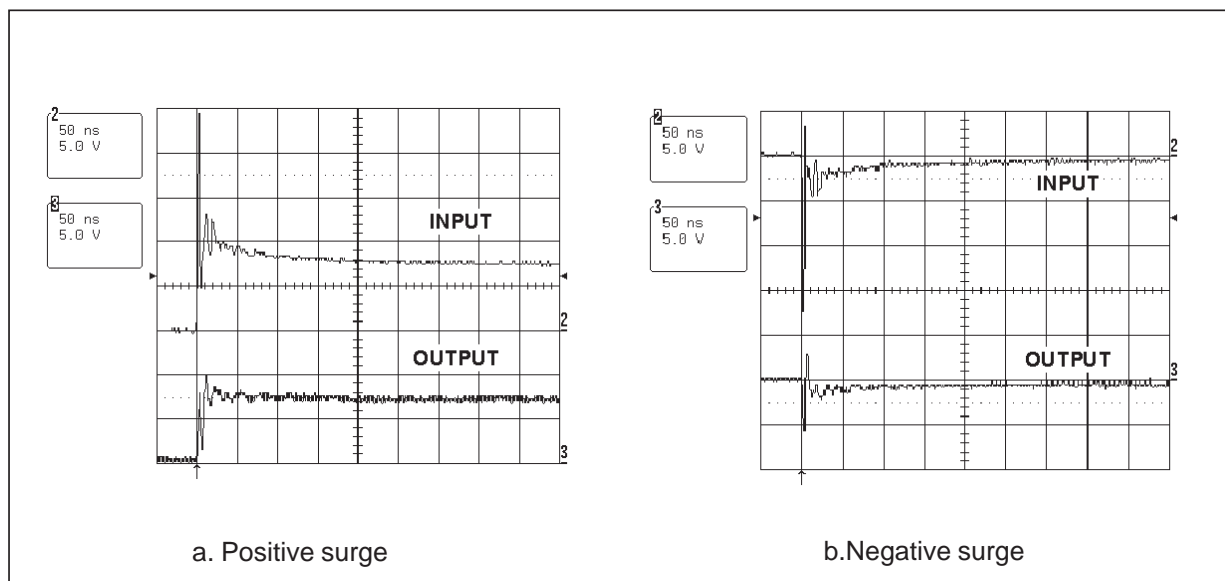 2
50 ns
5.0 V
3
50 ns
5.0 V
INPUT
2
OUTPUT
3
a. Positive surge
2
50 ns
5.0 V
3
50 ns
5.0 V
2
INPUT
OUTPUT
3
b.Negative surge